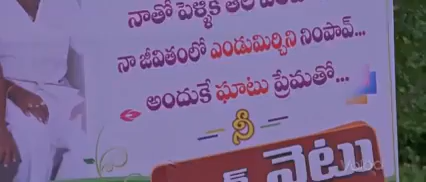 నాతో పెళ్ళికి
నా జీవితంలో ఎండుమిర్చిని నింపావ్...
అందుకే ఘాటు ప్రేమతో...
నీ
వైటు